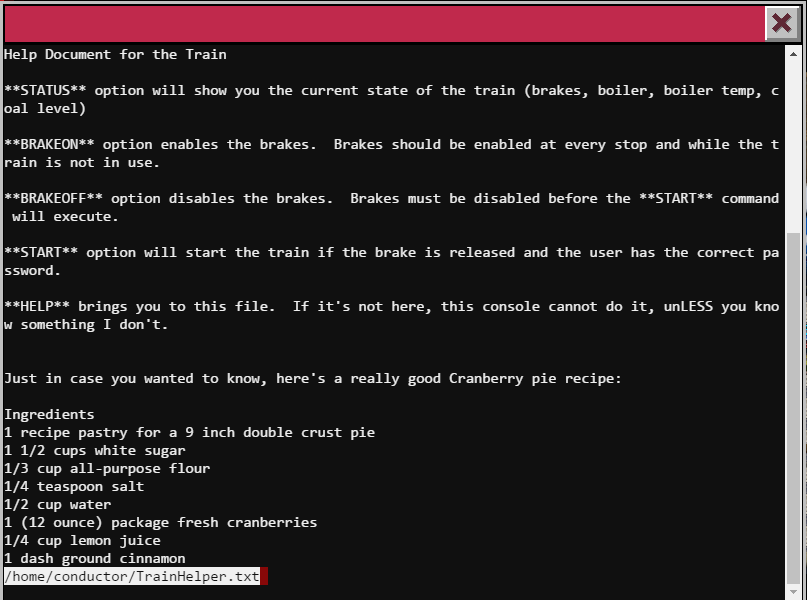 Help Document for the Train
**STATUS** option will show you the current state of the train (brakes, boiler, boiler temp, c
oal level)
**BRAKEON** option enables the brakes.  Brakes should be enabled at every stop and while the t
rain is not in use.
**BRAKEOFF** option disables the brakes.  Brakes must be disabled before the **START** command
 will execute.
**START** option will start the train if the brake is released and the user has the correct pa
ssword.
**HELP** brings you to this file.  If it's not here, this console cannot do it, unLESS you kno
w something I don't.
Just in case you wanted to know, here's a really good Cranberry pie recipe:
Ingredients
1 recipe pastry for a 9 inch double crust pie
1 1/2 cups white sugar
1/3 cup all-purpose flour
1/4 teaspoon salt
1/2 cup water
1 (12 ounce) package fresh cranberries
1/4 cup lemon juice
1 dash ground cinnamon
/home/conductor/TrainHelper.txt